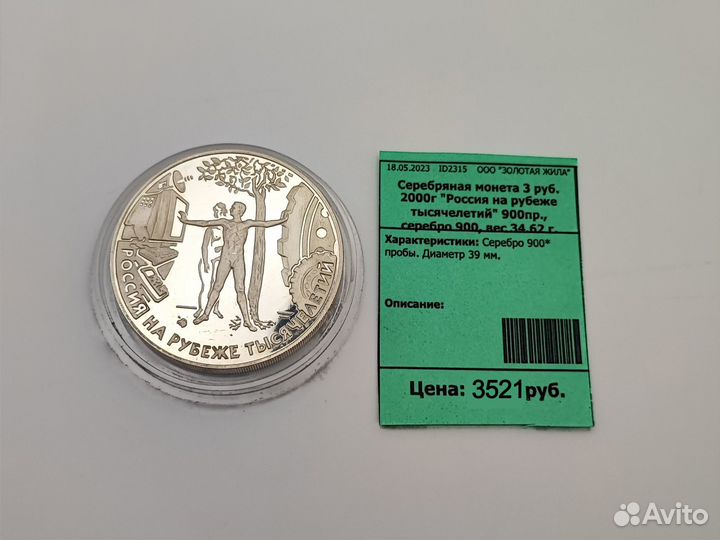 РОССИЯ НА РУБЕЖЕ ТЫСЯЧЕЛЕТИЙ
18.05.2023 ID2315 ООО "ЗОЛОТАЯ ЖИЛА"
Серебряная монета 3 руб.
2000г "Россия на рубеже
тысячелетий" 900пр.,
серебро 900, вес 34,62 г.
Характеристики: Серебро 900*
пробы. Диаметр 39 мм.
Описание:
Цена: 3521руб.
Avito